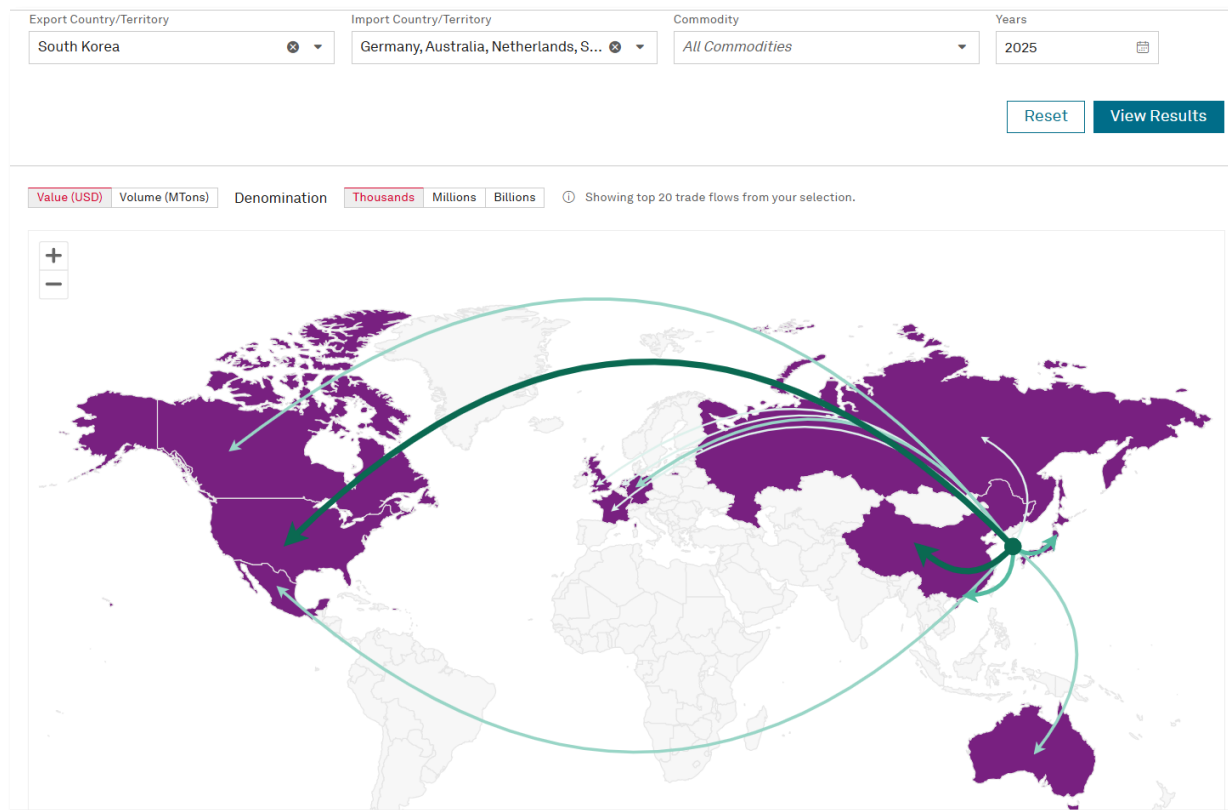 Export Country/Territory
Import Country/Territory
Commodity
Years
South Korea
Germany, Australia, Netherlands, S...
All Commodities
2025
Reset
View Results
Value (USD)
Volume (MTons)
Denomination
Thousands
Millions
Billions
Showing top 20 trade flows from your selection.